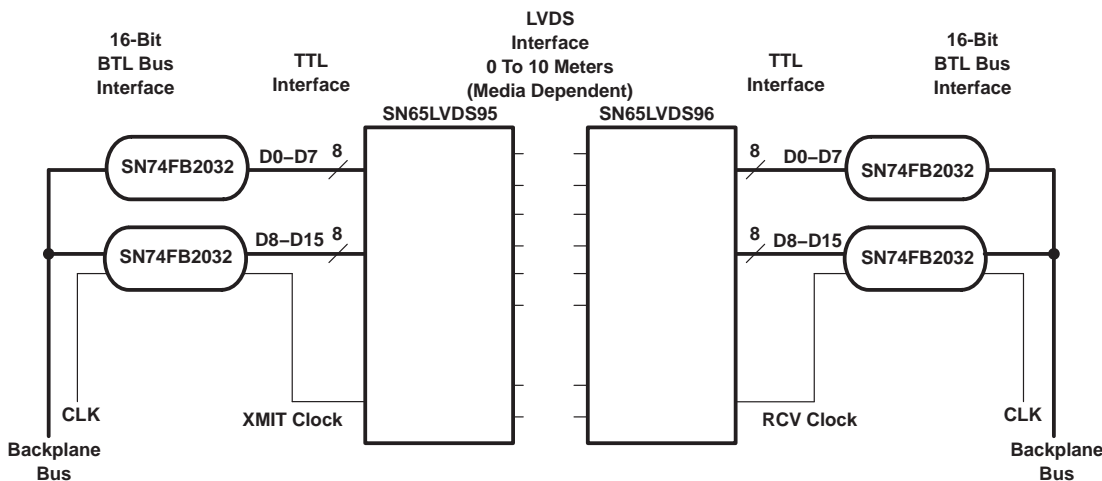 16-Bit
BTL Bus
Interface
TTL
Interface
LVDS
Interface
0 To 10 Meters
(Media Dependent)
TTL
Interface
16-Bit
BTL Bus
Interface
SN65LVDS95
SN65LVDS96
SN74FB2032
D0–D7
8
8
D0–D7
SN74FB2032
SN74FB2032
D8–D15
8
8
D8–D15
SN74FB2032
CLK
XMIT Clock
RCV Clock
CLK
Backplane
Bus
Backplane
Bus